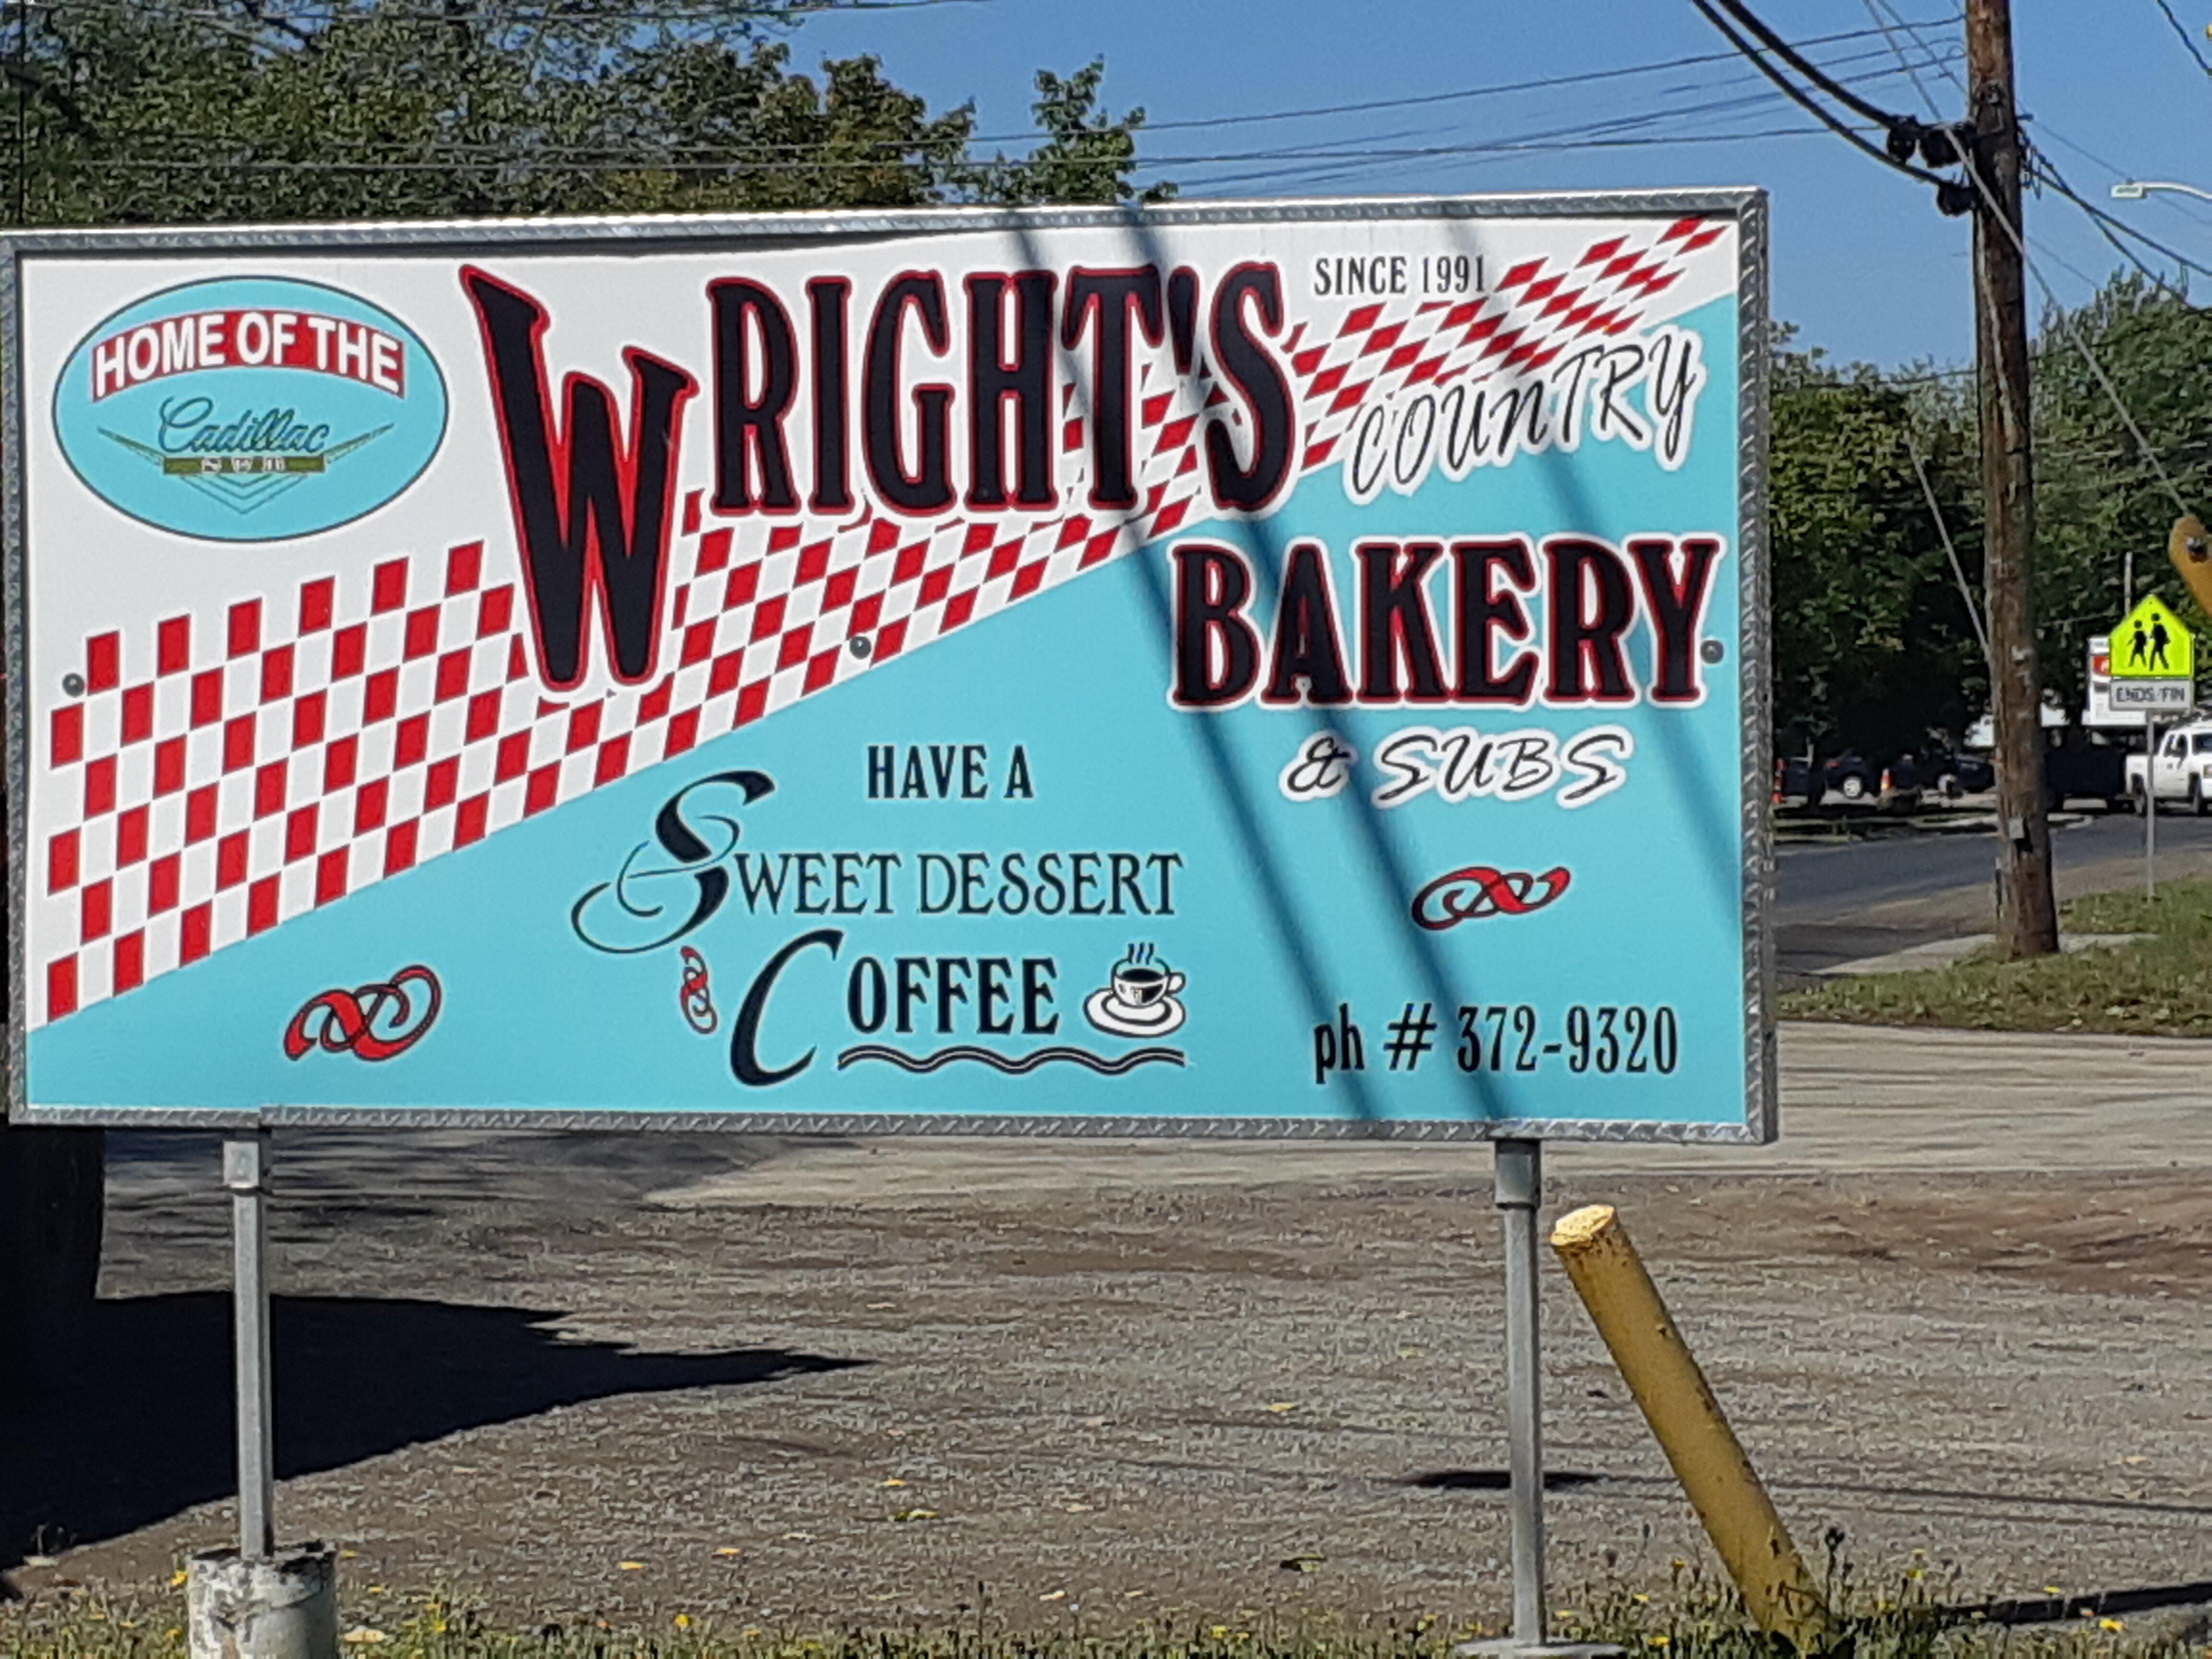 HOME OF THE
Cadillac
SUB
WRIGHT'S
SINCE 1991
COUNTRY
BAKERY
& SUBS
HAVE A
SWEET DESSERT
COFFEE
ph # 372-9320
ENDS/FIN